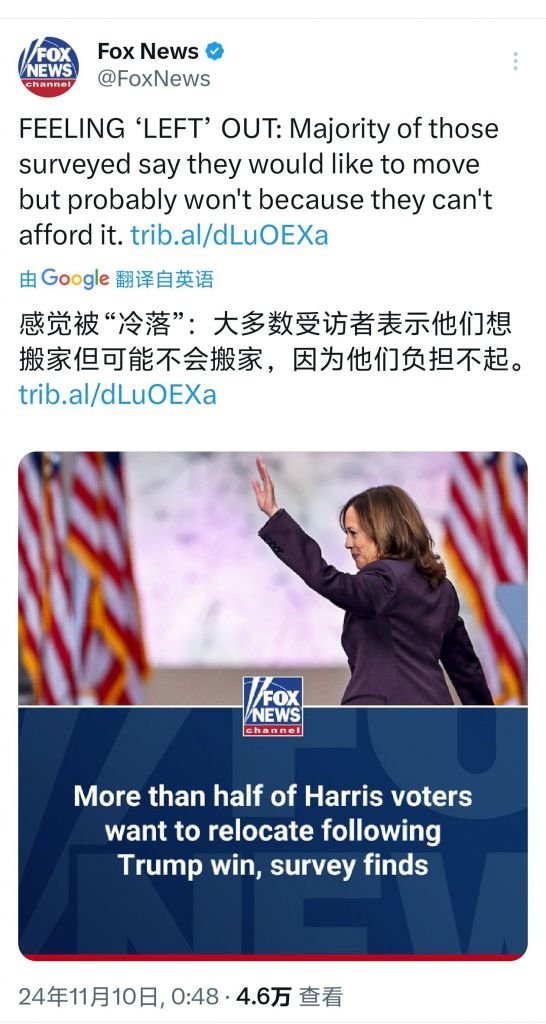 FOX
NEWS
channel
Fox News
@FoxNews
FEELING ‘LEFT’ OUT: Majority of those
surveyed say they would like to move
but probably won't because they can't
afford it. trib.al/dLuOEXa
由 Google 翻译自英语
感觉被“冷落”：大多数受访者表示他们想
搬家但可能不会搬家，因为他们负担不起。
trib.al/dLuOEXa
FOX
NEWS
channel
More than half of Harris voters
want to relocate following
Trump win, survey finds
24年11月10日, 0:48 · 4.6万 查看